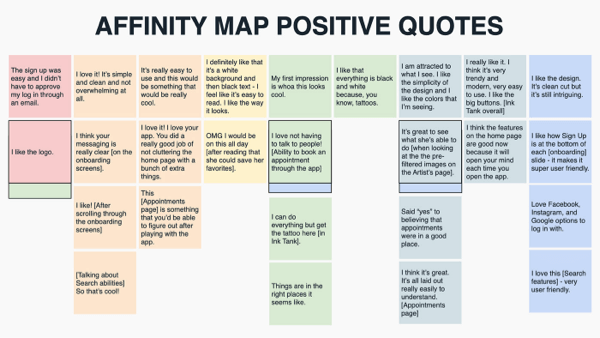 AFFINITY MAP POSITIVE QUOTES
The sign up was
easy and I didn't
have to approve
my log in through
an email.
I love it! It's simple
and clean and not
overwhelming at
all.
It's really easy to
use and this would
be something that
would be really
cool.
I definitely like that
it's a white
background and
then black text - I
feel like it's easy to
read. I like the way
it looks.
My first impression
is whoa this looks
cool.
I like that
everything is black
and white
because, you
know, tattoos.
I am attracted to
what I see. I like
the simplicity of
the design and I
like the colors that
I'm seeing.
I really like it. I
think it's very
trendy and
modern, very easy
to use. I like the
big buttons. [Ink
Tank overall]
I like the design.
It's clean cut but
it's still intriguing.
I like the logo.
I think your
messaging is
really clear [on the
onboarding
screens].
I love it! I love your
app. You did a
really good job of
not cluttering the
home page with a
bunch of extra
things.
OMG I would be
on this all day
[after reading that
she could save her
favorites].
I love not having
to talk to people!
[Ability to book an
appointment
through the app]
It's great to see
what she's able to
do [when looking
at the the pre-
filtered images on
the Artist's page].
I think the features
on the home page
are good now
because it will
open your mind
each time you
open the app.
I like how Sign Up
is at the bottom of
each [onboarding]
slide - it makes it
super user friendly.
I like! [After
scrolling through
the onboarding
screens]
This
[Appointments
page] is something
that you'd be able
to figure out after
playing with the
app.
I can do
everything but get
the tattoo here [in
Ink Tank].
Said "yes" to
believing that
appointments
were in a good
place.
Love Facebook,
Instagram, and
Google options to
log in with.
[Talking about
Search abilities]
So that's cool!
Things are in the
right places it
seems like.
I think it's great.
It's all laid out
really easily to
understand.
[Appointments
page]
I love this [Search
features] - very
user friendly.